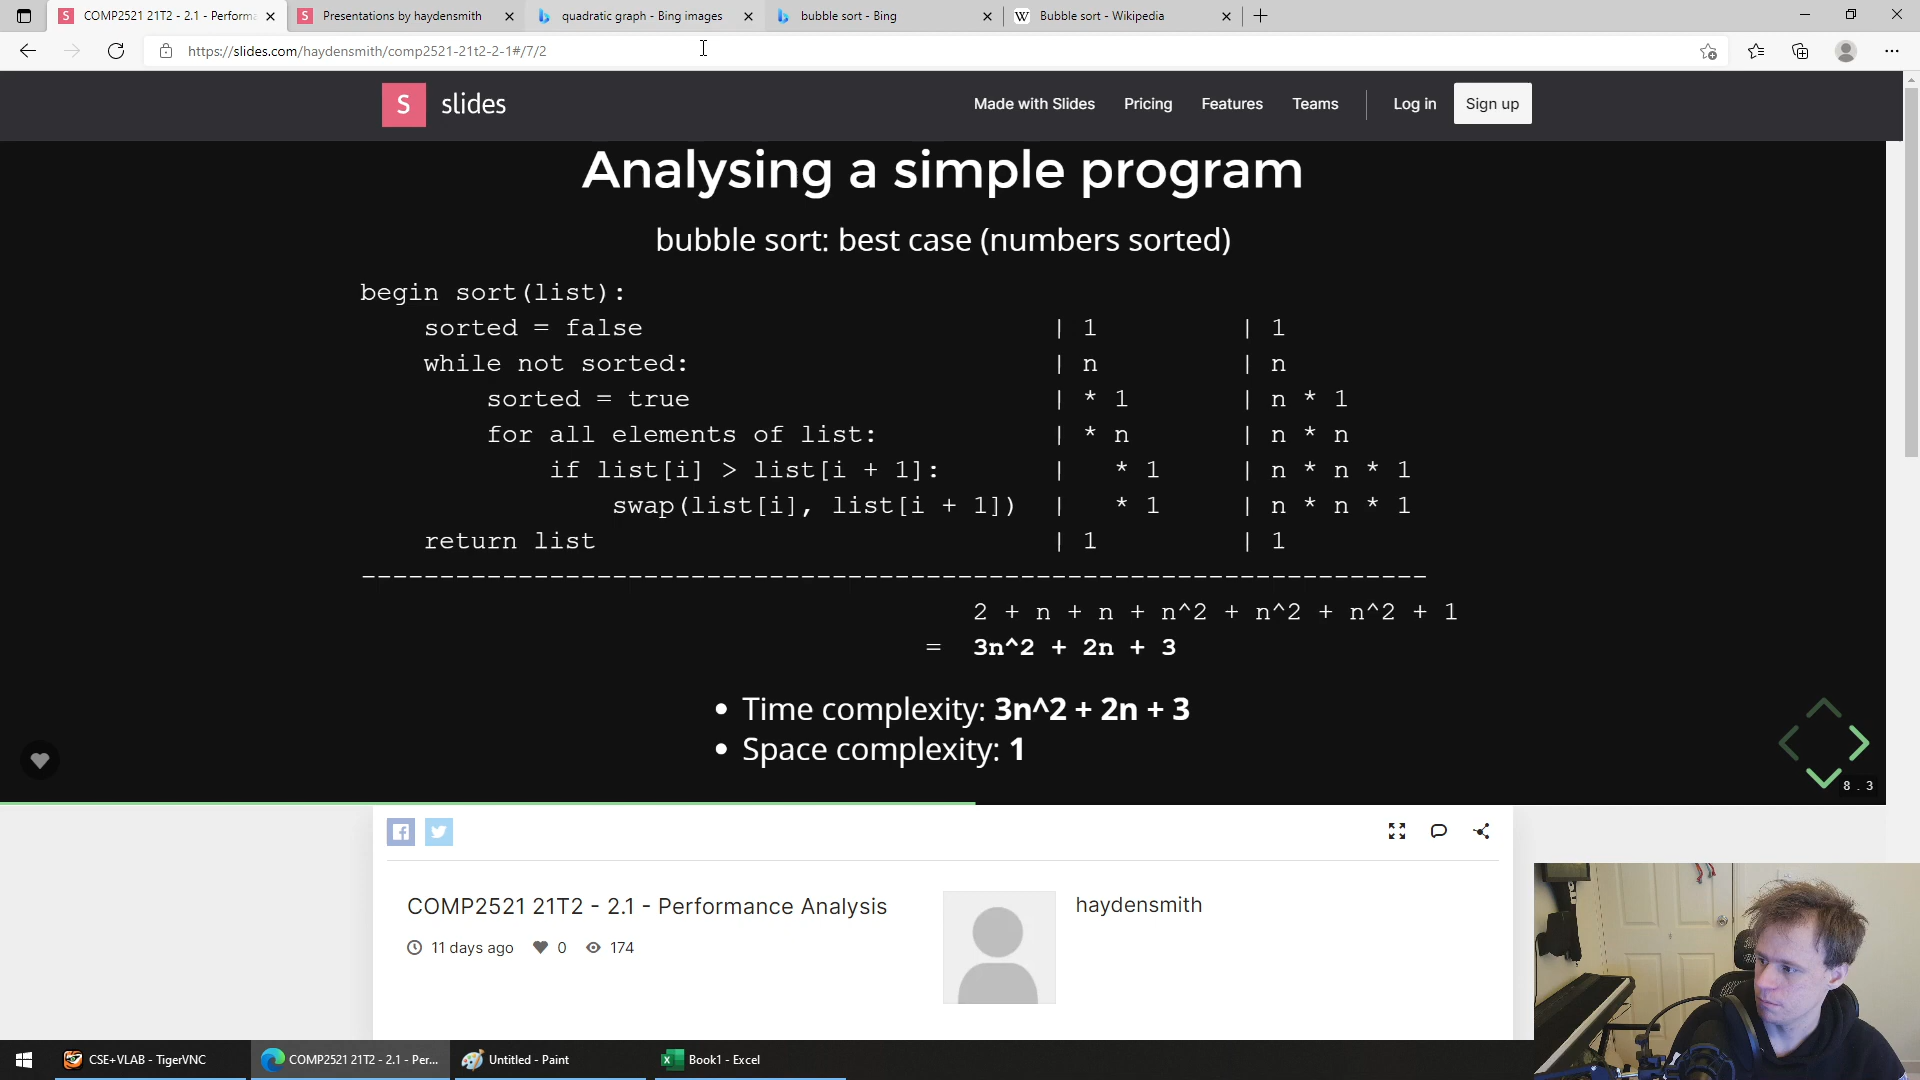 COMP2521 21T2 - 2.1 - Performa
Presentations by haydensmith
quadratic graph - Bing images
bubble sort - Bing
Bubble sort - Wikipedia
https://slides.com/haydensmith/comp2521-21t2-2-1#/7/2
S slides
Made with Slides Pricing Features Teams Log in Sign up
Analysing a simple program
bubble sort: best case (numbers sorted)
begin sort(list):
sorted = false | 1 | 1
while not sorted: | n | n
sorted = true | * 1 | n * 1
for all elements of list: | * n | n * n
if list[i] > list[i + 1]: | * 1 | n * n * 1
swap(list[i], list[i + 1]) | * 1 | n * n * 1
return list | 1 | 1
--------------------------------------------------------------------
2 + n + n + n^2 + n^2 + n^2 + 1
= 3n^2 + 2n + 3
• Time complexity: 3n^2 + 2n + 3
• Space complexity: 1
8 . 3
COMP2521 21T2 - 2.1 - Performance Analysis
haydensmith
11 days ago 0 174
CSE+VLAB - TigerVNC
COMP2521 21T2 - 2.1 - Per...
Untitled - Paint
Book1 - Excel